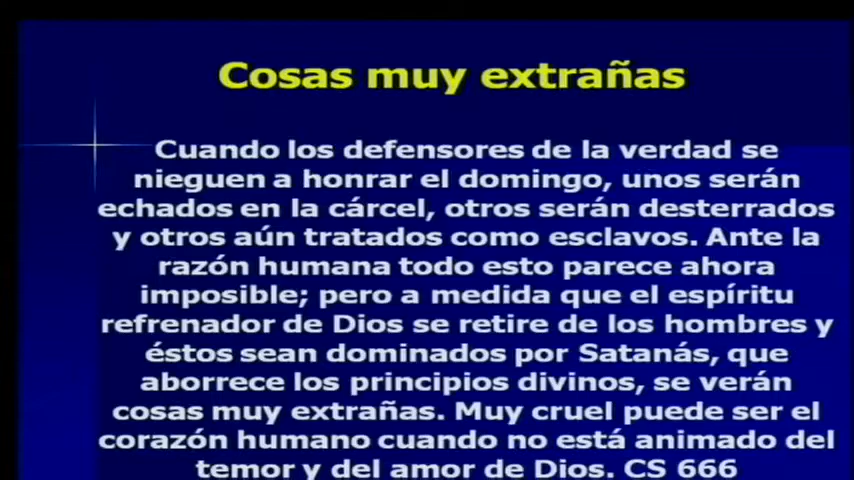 Cosas muy extrañas
Cuando los defensores de la verdad se
nieguen a honrar el domingo, unos serán
echados en la cárcel, otros serán desterrados
y otros aún tratados como esclavos. Ante la
razón humana todo esto parece ahora
imposible; pero a medida que el espíritu
refrenador de Dios se retire de los hombres y
éstos sean dominados por Satanás, que
aborrece los principios divinos, se verán
cosas muy extrañas. Muy cruel puede ser el
corazón humano cuando no está animado del
temor y del amor de Dios. CS 666